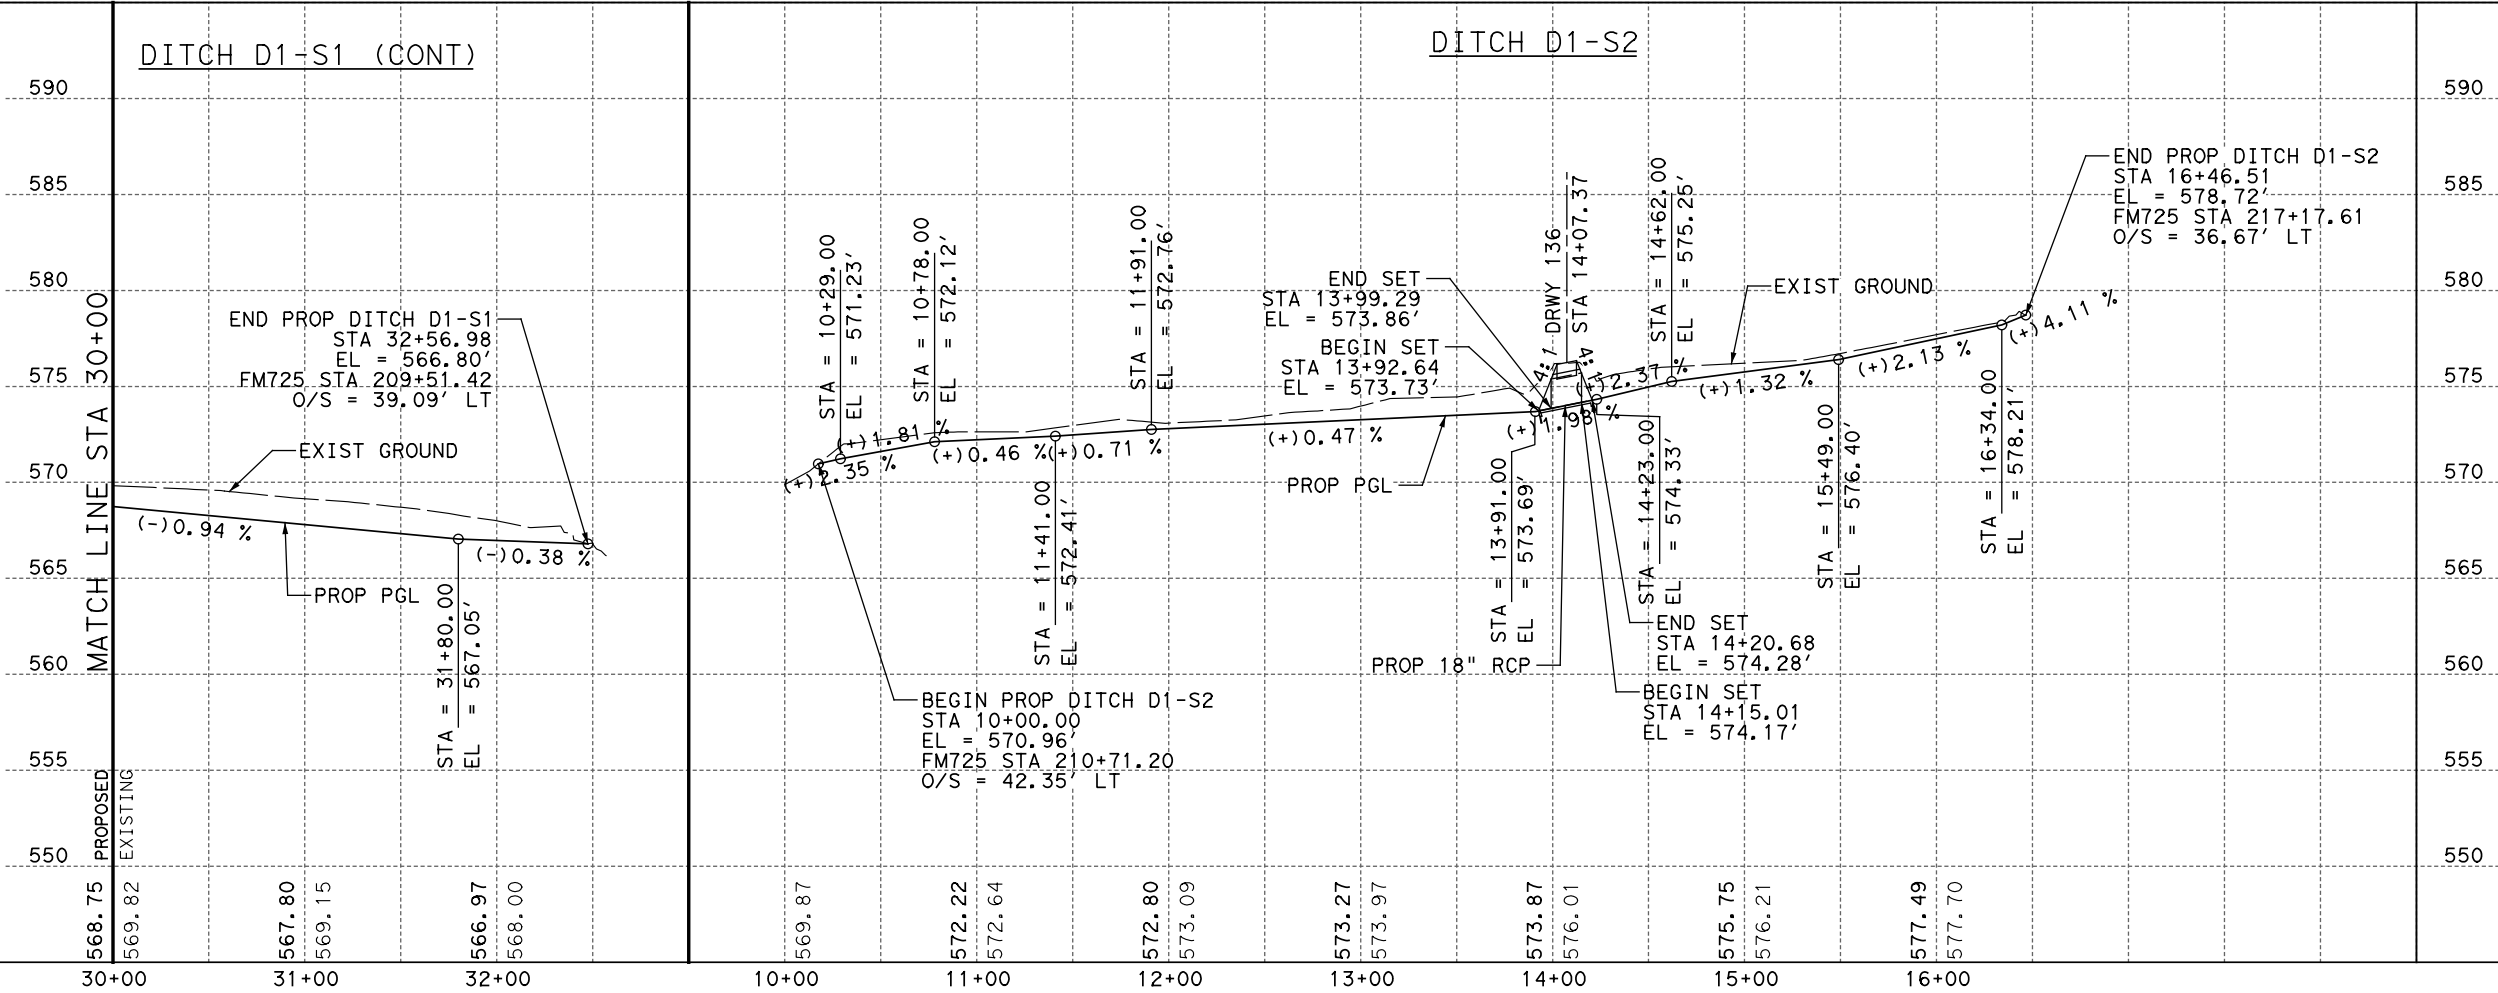 DITCH D1-S1 (CONT)
DITCH D1-S2
590
585
580
575
570
565
560
555
550
590
585
580
575
570
565
560
555
550
MATCH LINE STA 30+00
PROPOSED
EXISTING
END PROP DITCH D1-S1
STA 32+56.98
EL = 566.80'
FM725 STA 209+51.42
O/S = 39.09' LT
EXIST GROUND
(-)0.94 %
(-)0.38 %
PROP PGL
STA = 31+80.00
EL = 567.05'
STA = 10+29.00
EL = 571.23'
STA = 10+78.00
EL = 572.12'
STA = 11+91.00
EL = 572.76'
END SET
STA 13+99.29
EL = 573.86'
BEGIN SET
STA 13+92.64
EL = 573.73'
DRWY 136
STA 14+07.37
STA = 14+62.00
EL = 575.25'
EXIST GROUND
END PROP DITCH D1-S2
STA 16+46.51
EL = 578.72'
FM725 STA 217+17.61
O/S = 36.67' LT
4:1
(+)2.35 %
(+)1.81 %
(+)0.46 %
(+)0.71 %
(+)0.47 %
(+)1.98 %
(+)2.37 %
(+)1.32 %
(+)2.13 %
(+)4.11 %
PROP PGL
STA = 11+41.00
EL = 572.41'
STA = 13+91.00
EL = 573.69'
STA = 14+23.00
EL = 574.33'
STA = 15+49.00
EL = 576.40'
STA = 16+34.00
EL = 578.21'
PROP 18" RCP
END SET
STA 14+20.68
EL = 574.28'
BEGIN SET
STA 14+15.01
EL = 574.17'
BEGIN PROP DITCH D1-S2
STA 10+00.00
EL = 570.96'
FM725 STA 210+71.20
O/S = 42.35' LT
568.75
569.82
567.80
569.15
566.97
568.00
569.87
572.22
572.64
572.80
573.09
573.27
573.97
573.87
576.01
575.75
576.21
577.49
577.70
30+00
31+00
32+00
10+00
11+00
12+00
13+00
14+00
15+00
16+00